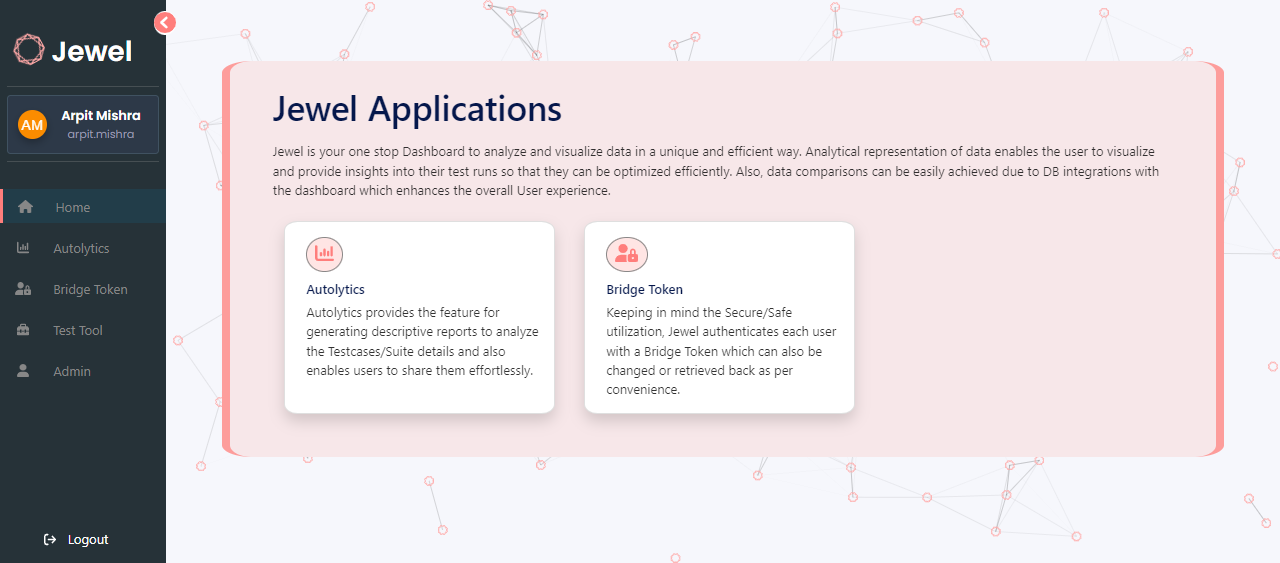 Jewel
AM
Arpit Mishra
arpit.mishra
Home
Autolytics
Bridge Token
Test Tool
Admin
Logout
Jewel Applications
Jewel is your one stop Dashboard to analyze and visualize data in a unique and efficient way. Analytical representation of data enables the user to visualize
and provide insights into their test runs so that they can be optimized efficiently. Also, data comparisons can be easily achieved due to DB integrations with
the dashboard which enhances the overall User experience.
Autolytics
Autolytics provides the feature for
generating descriptive reports to analyze
the Testcases/Suite details and also
enables users to share them effortlessly.
Bridge Token
Keeping in mind the Secure/Safe
utilization, Jewel authenticates each user
with a Bridge Token which can also be
changed or retrieved back as per
convenience.